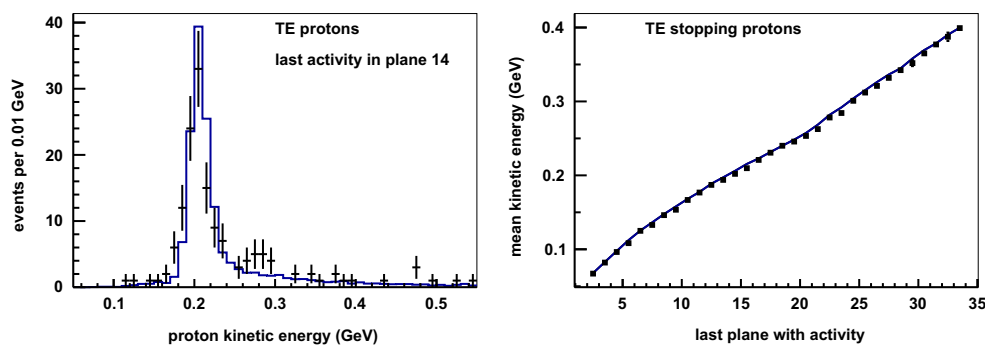 TE protons
last activity in plane 14
events per 0.01 GeV
40
30
20
10
0
0.1 0.2 0.3 0.4 0.5
proton kinetic energy (GeV)
TE stopping protons
mean kinetic energy (GeV)
0.4
0.3
0.2
0.1
5 10 15 20 25 30 35
last plane with activity